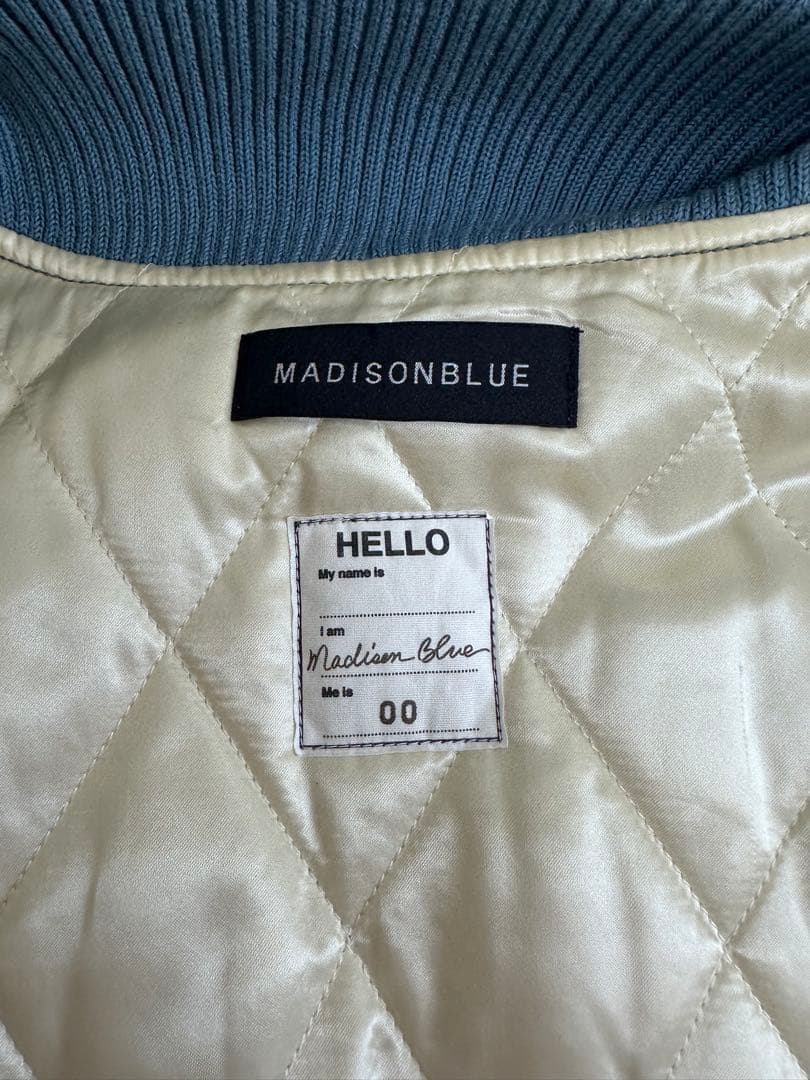 MADISONBLUE
HELLO
My name is
I am
Madison Blue
Me is
00